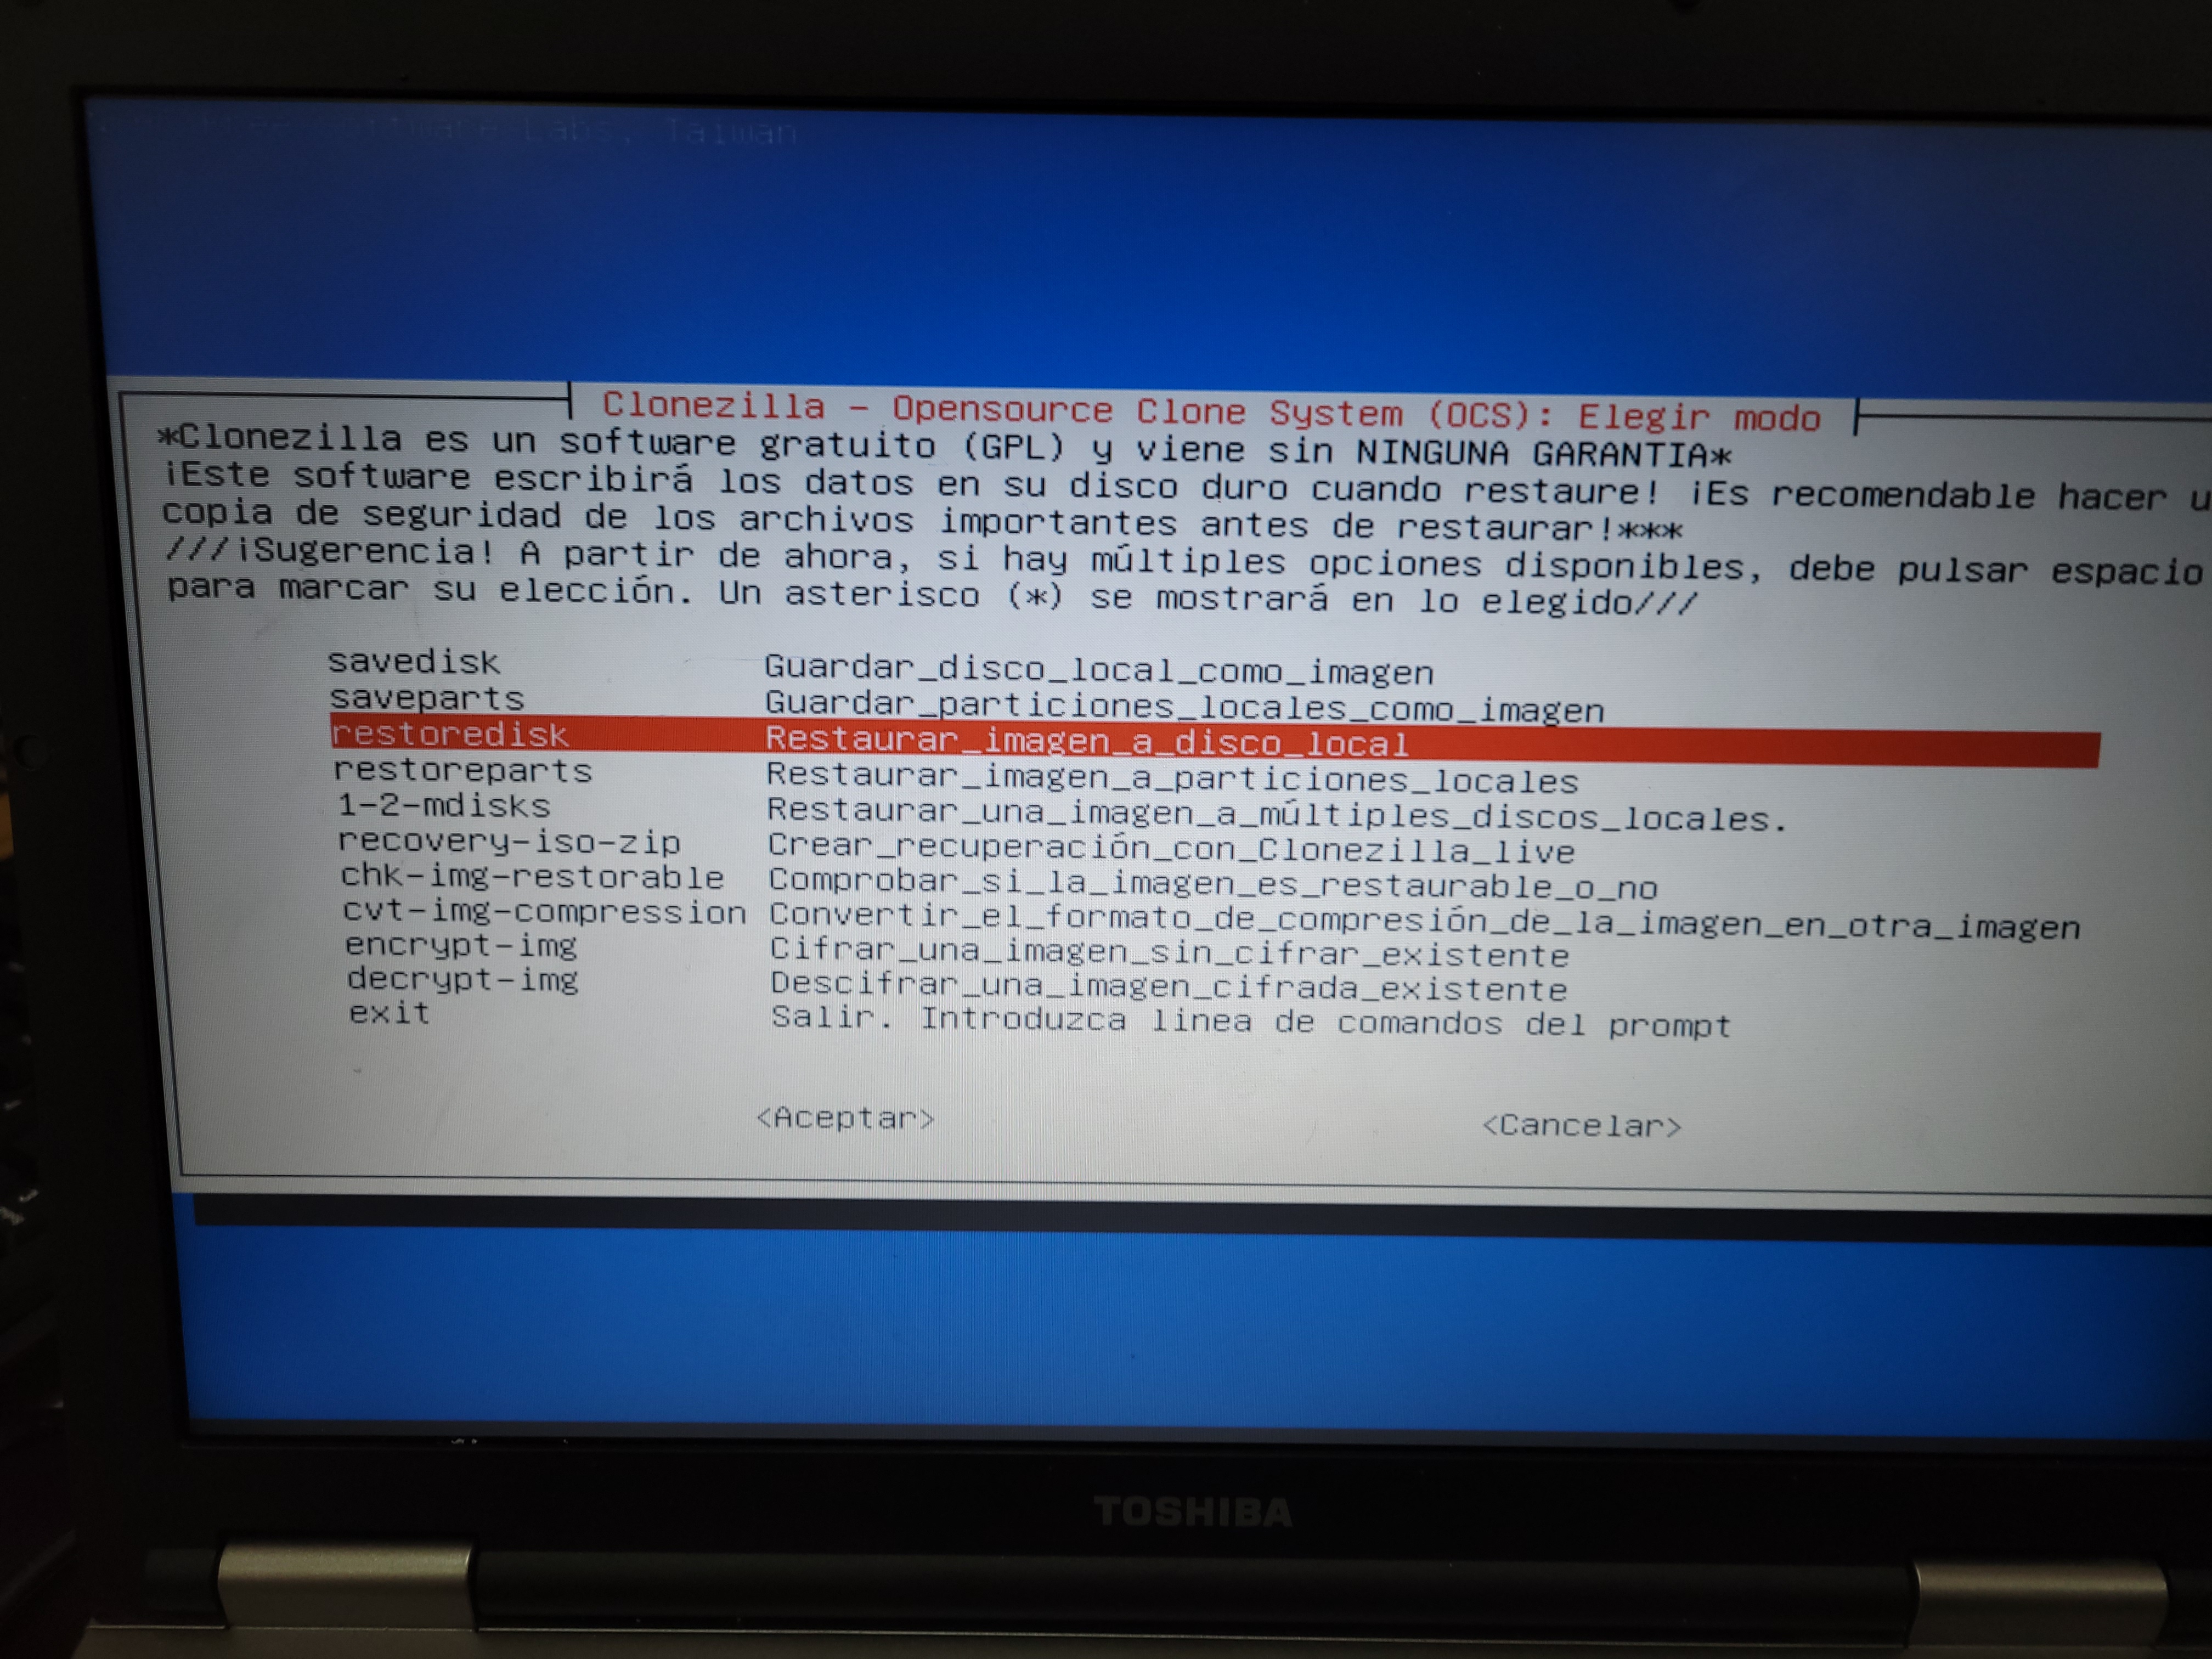 Software Labs, Taiwan
Clonezilla - Opensource Clone System (OCS): Elegir modo
*Clonezilla es un software gratuito (GPL) y viene sin NINGUNA GARANTIA*
¡Este software escribirá los datos en su disco duro cuando restaure! ¡Es recomendable hacer u
copia de seguridad de los archivos importantes antes de restaurar!***
///¡Sugerencia! A partir de ahora, si hay múltiples opciones disponibles, debe pulsar espacio
para marcar su elección. Un asterisco (*) se mostrará en lo elegido///
savedisk Guardar_disco_local_como_imagen
saveparts Guardar_particiones_locales_como_imagen
restoredisk Restaurar_imagen_a_disco_local
restoreparts Restaurar_imagen_a_particiones_locales
1-2-mdisks Restaurar_una_imagen_a_múltiples_discos_locales.
recovery-iso-zip Crear_recuperación_con_Clonezilla_live
chk-img-restorable Comprobar_si_la_imagen_es_restaurable_o_no
cvt-img-compression Convertir_el_formato_de_compresión_de_la_imagen_en_otra_imagen
encrypt-img Cifrar_una_imagen_sin_cifrar_existente
decrypt-img Descifrar_una_imagen_cifrada_existente
exit Salir. Introduzca linea de comandos del prompt
<Aceptar> <Cancelar>
TOSHIBA